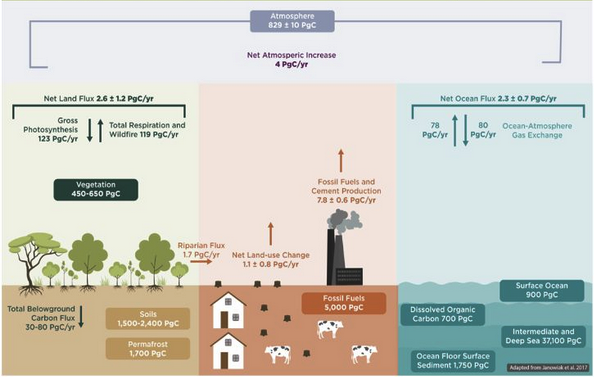 Atmosphere
829 ± 10 PgC
Net Atmosperic Increase
4 PgC/yr
Net Land Flux 2.6 ± 1.2 PgC/yr
Gross
Photosynthesis
123 PgC/yr
Total Respiration and
Wildfire 119 PgC/yr
Vegetation
450-650 PgC
Riparian Flux
1.7 PgC/yr
Net Land-use Change
1.1 ± 0.8 PgC/yr
Fossil Fuels and
Cement Production
7.8 ± 0.6 PgC/yr
Net Ocean Flux 2.3 ± 0.7 PgC/yr
78
PgC/yr
80
PgC/yr
Ocean-Atmosphere
Gas Exchange
Total Belowground
Carbon Flux
30-80 PgC/yr
Soils
1,500-2,400 PgC
Permafrost
1,700 PgC
Fossil Fuels
5,000 PgC
Surface Ocean
900 PgC
Dissolved Organic
Carbon 700 PgC
Intermediate and
Deep Sea 37,100 PgC
Ocean Floor Surface
Sediment 1,750 PgC
Adapted from Janowiak et al. 2017